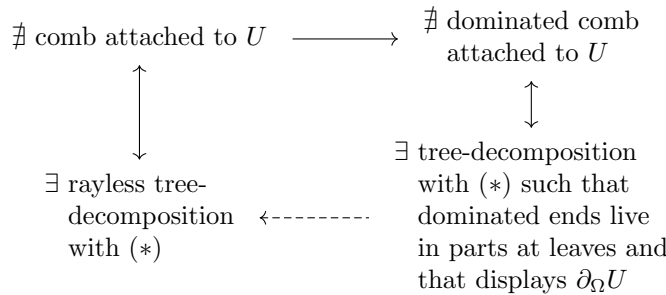 ∄ comb attached to U
∄ dominated comb
attached to U
∃ rayless tree-
decomposition
with (∗)
∃ tree-decomposition
with (∗) such that
dominated ends live
in parts at leaves and
that displays ∂_Ω U